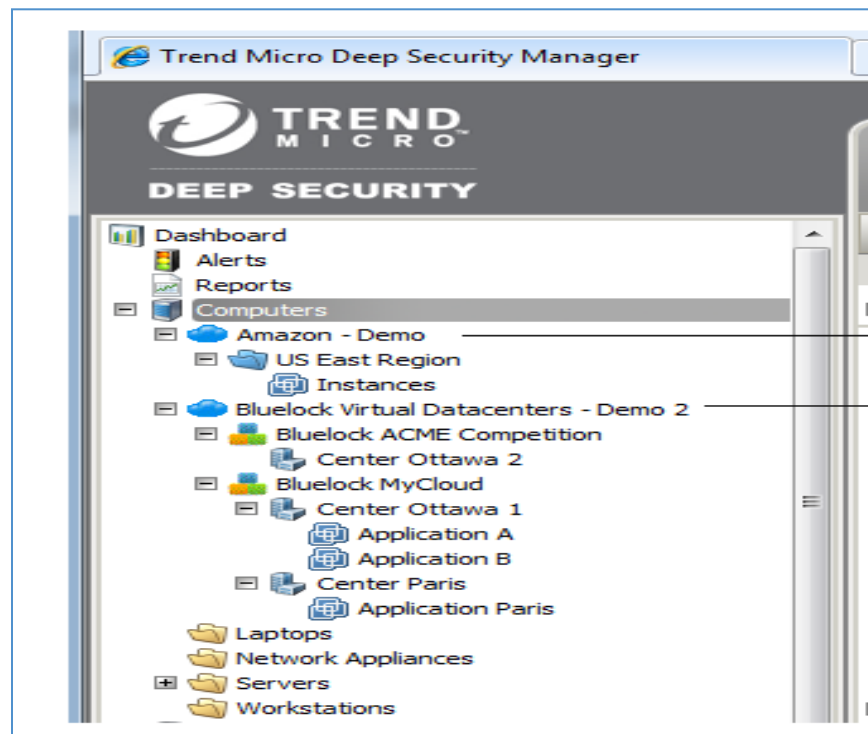 Trend Micro Deep Security Manager
TREND
MICRO™
DEEP SECURITY
Dashboard
Alerts
Reports
Computers
Amazon - Demo
US East Region
Instances
Bluelock Virtual Datacenters - Demo 2
Bluelock ACME Competition
Center Ottawa 2
Bluelock MyCloud
Center Ottawa 1
Application A
Application B
Center Paris
Application Paris
Laptops
Network Appliances
Servers
Workstations